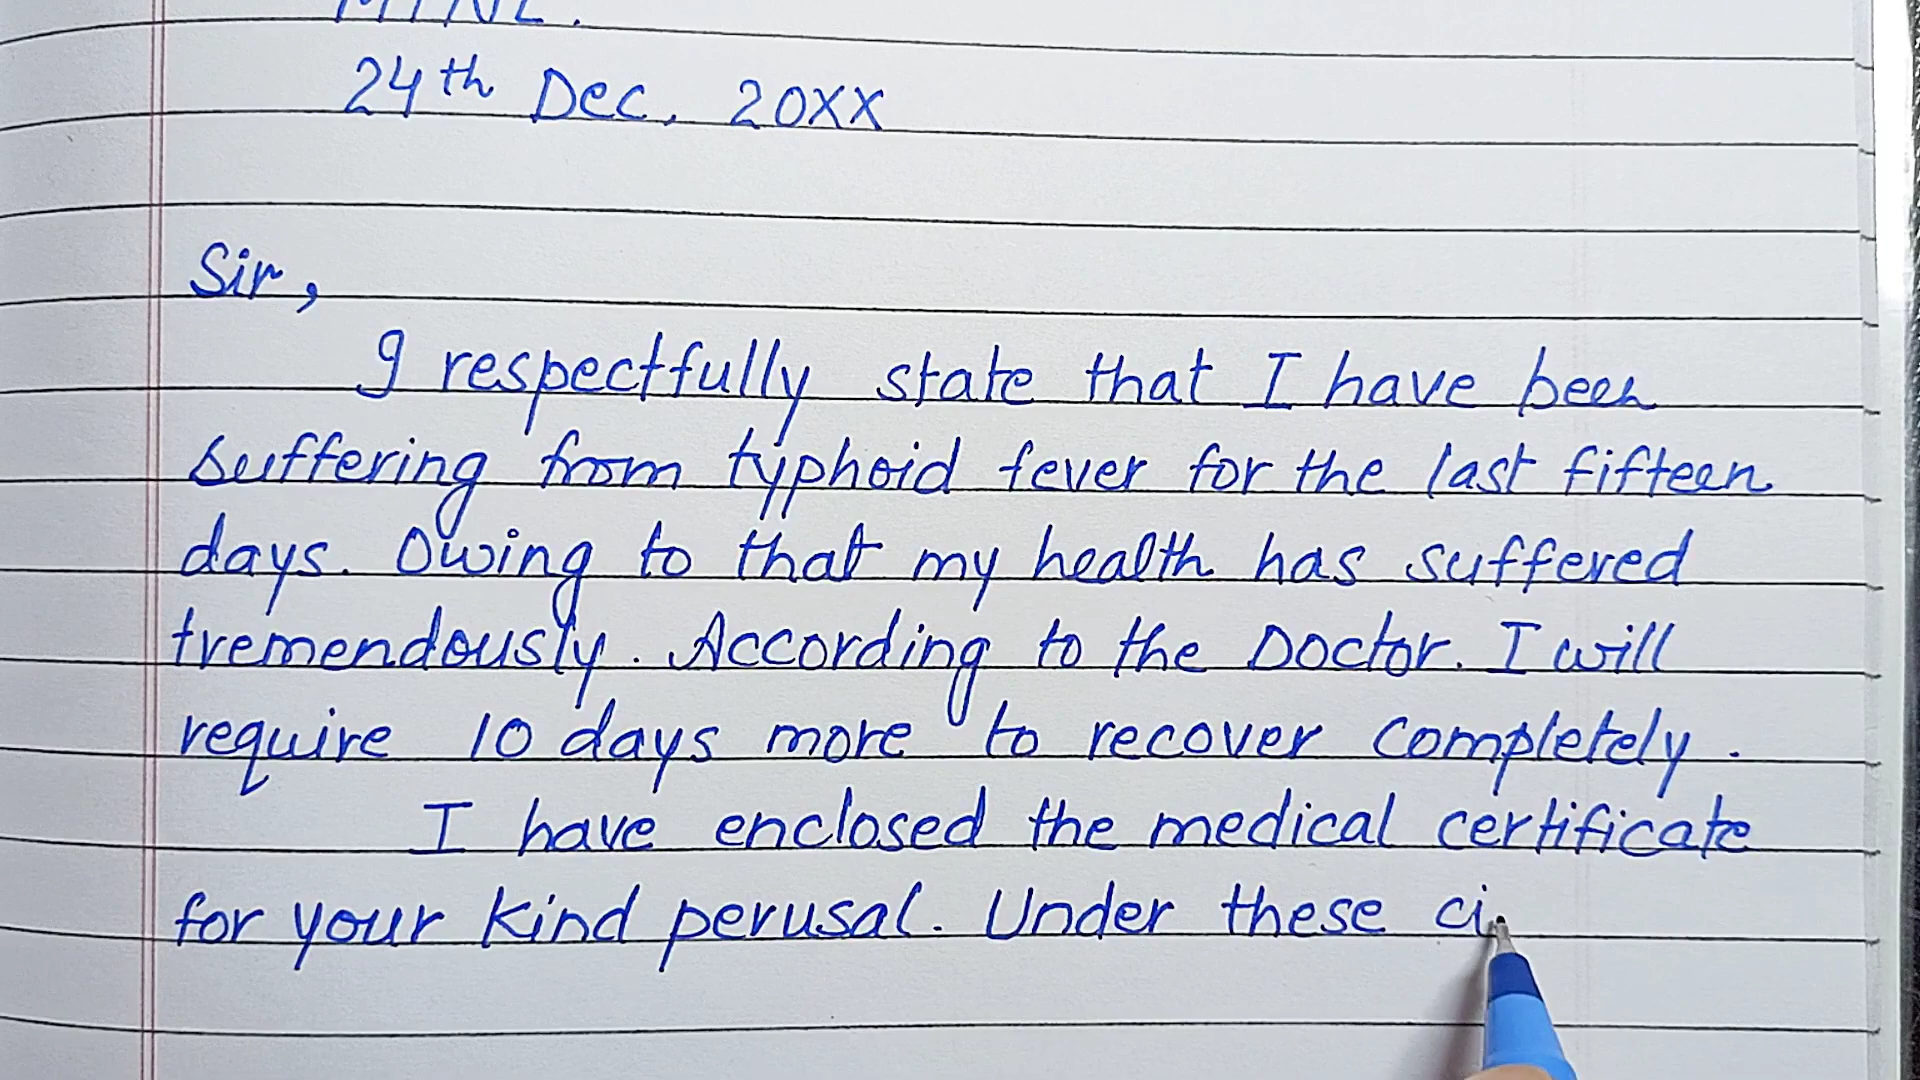 24th Dec, 20XX
Sir,
I respectfully state that I have been
suffering from typhoid fever for the last fifteen
days. Owing to that my health has suffered
tremendously. According to the Doctor. I will
require 10 days more to recover completely.
I have enclosed the medical certificate
for your kind perusal. Under these ci